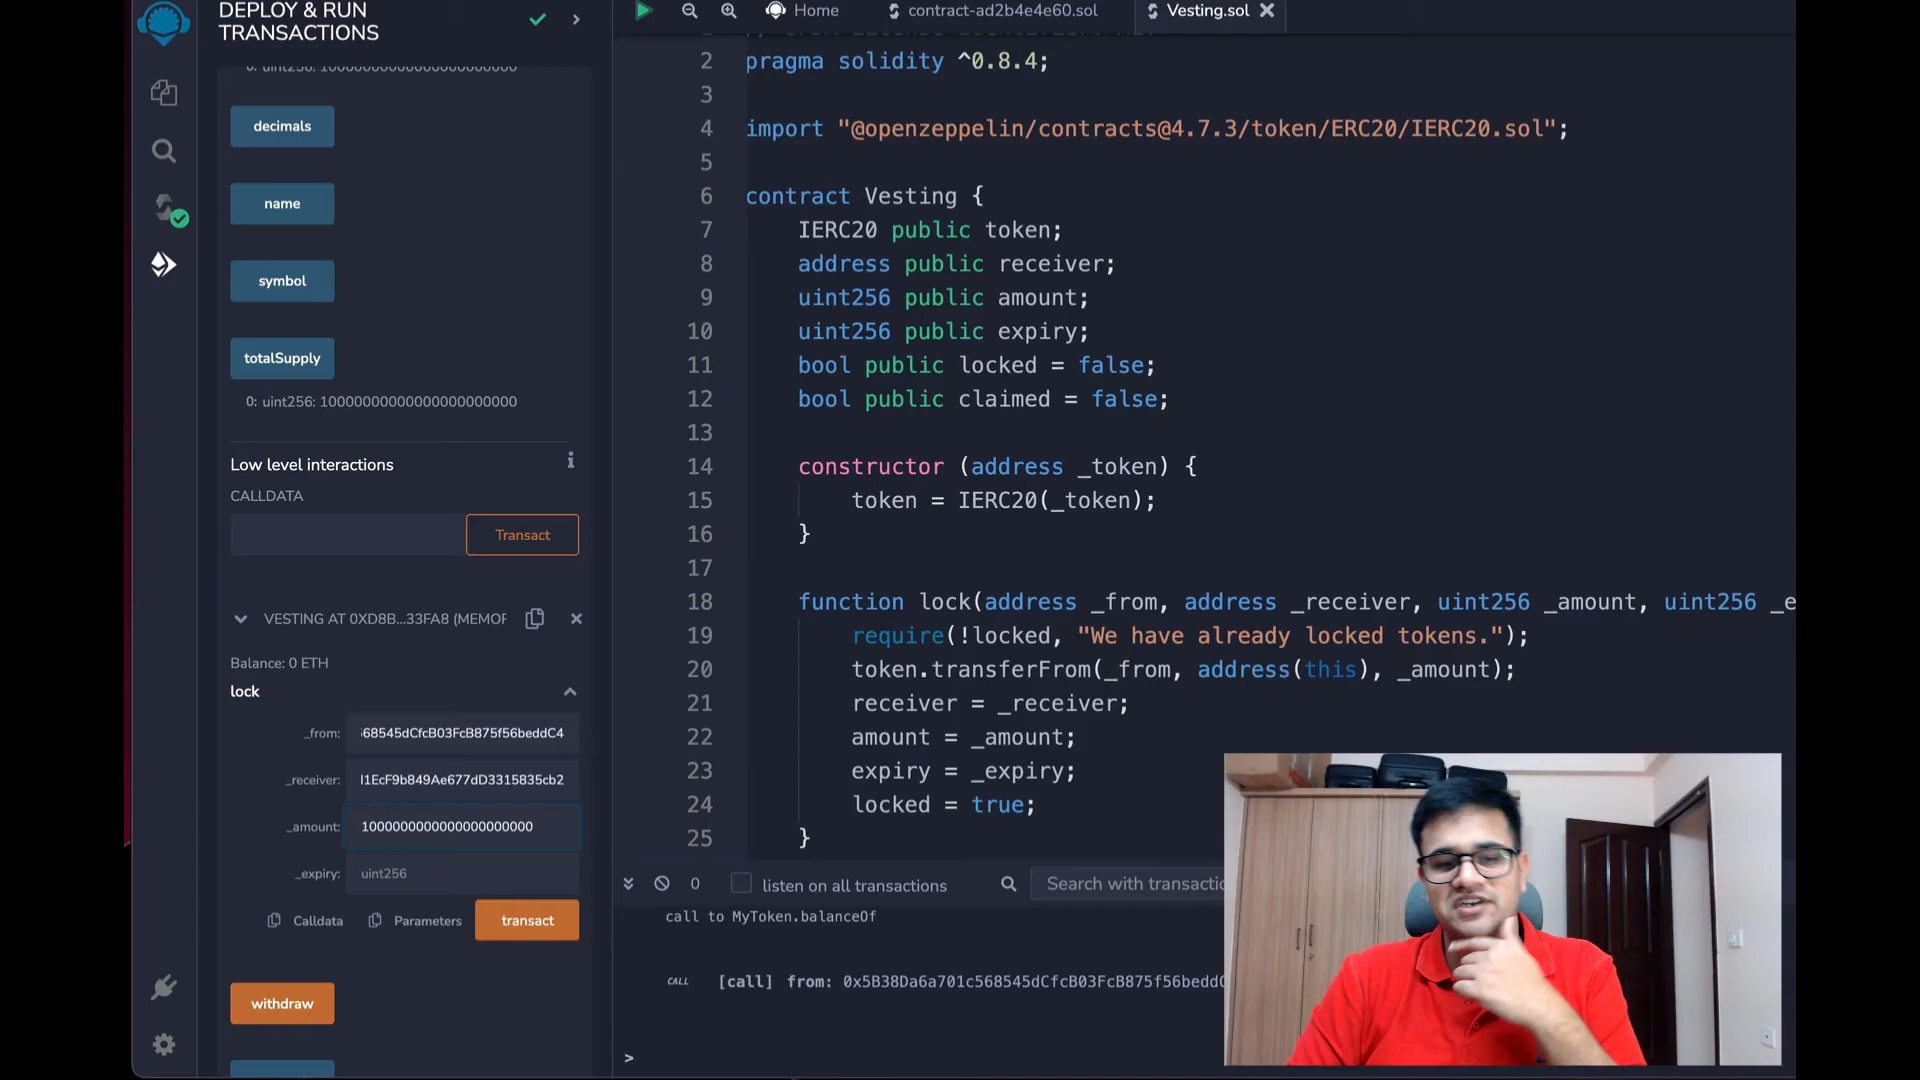 DEPLOY & RUN
TRANSACTIONS
decimals
name
symbol
totalSupply
0: uint256: 10000000000000000000000
Low level interactions
CALLDATA
Transact
VESTING AT 0XD8B...33FA8 (MEMOR
Balance: 0 ETH
lock
_from: 68545dCfcB03FcB875f56beddC4
_receiver: l1EcF9b849Ae677dD3315835cb2
_amount: 1000000000000000000000
_expiry: uint256
Calldata Parameters transact
withdraw
Home contract-ad2b4e4e60.sol Vesting.sol
2 pragma solidity ^0.8.4;
3
4 import "@openzeppelin/contracts@4.7.3/token/ERC20/IERC20.sol";
5
6 contract Vesting {
7 IERC20 public token;
8 address public receiver;
9 uint256 public amount;
10 uint256 public expiry;
11 bool public locked = false;
12 bool public claimed = false;
13
14 constructor (address _token) {
15 token = IERC20(_token);
16 }
17
18 function lock(address _from, address _receiver, uint256 _amount, uint256 _e
19 require(!locked, "We have already locked tokens.");
20 token.transferFrom(_from, address(this), _amount);
21 receiver = _receiver;
22 amount = _amount;
23 expiry = _expiry;
24 locked = true;
25 }
0 listen on all transactions Search with transactic
call to MyToken.balanceOf
CALL [call] from: 0x5B38Da6a701c568545dCfcB03FcB875f56beddC
>